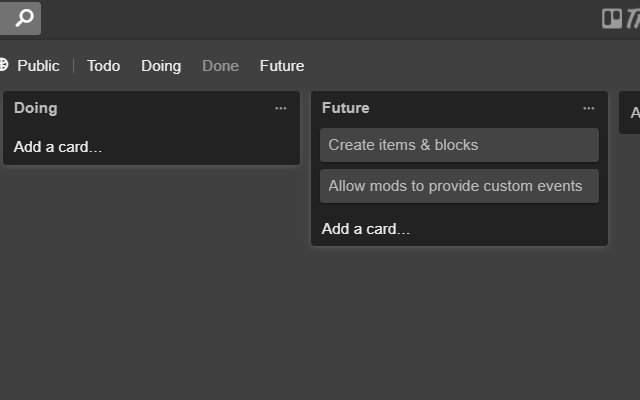 Public Todo Doing Done Future
Doing
Add a card...
Future
Create items & blocks
Allow mods to provide custom events
Add a card...